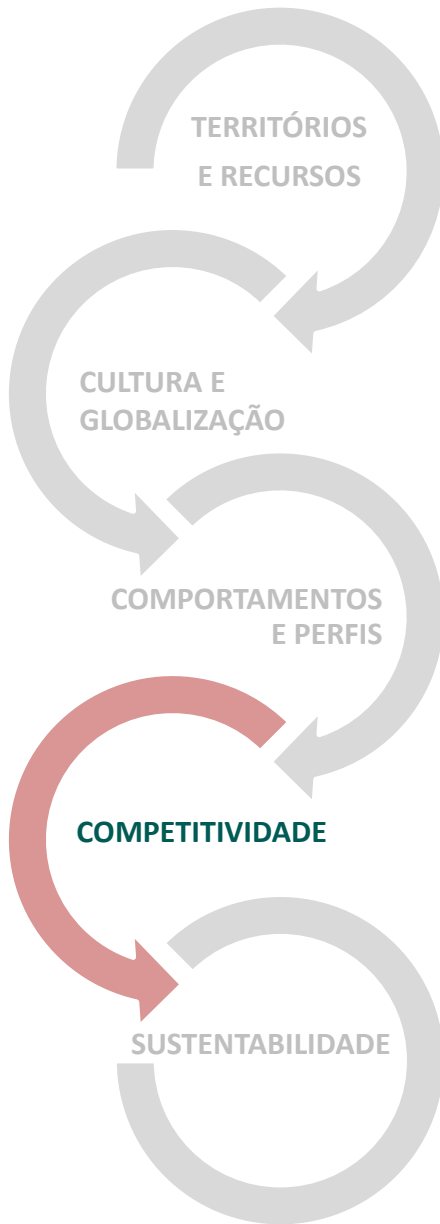 TERRITÓRIOS
E RECURSOS
CULTURA E
GLOBALIZAÇÃO
COMPORTAMENTOS
E PERFIS
COMPETITIVIDADE
SUSTENTABILIDADE